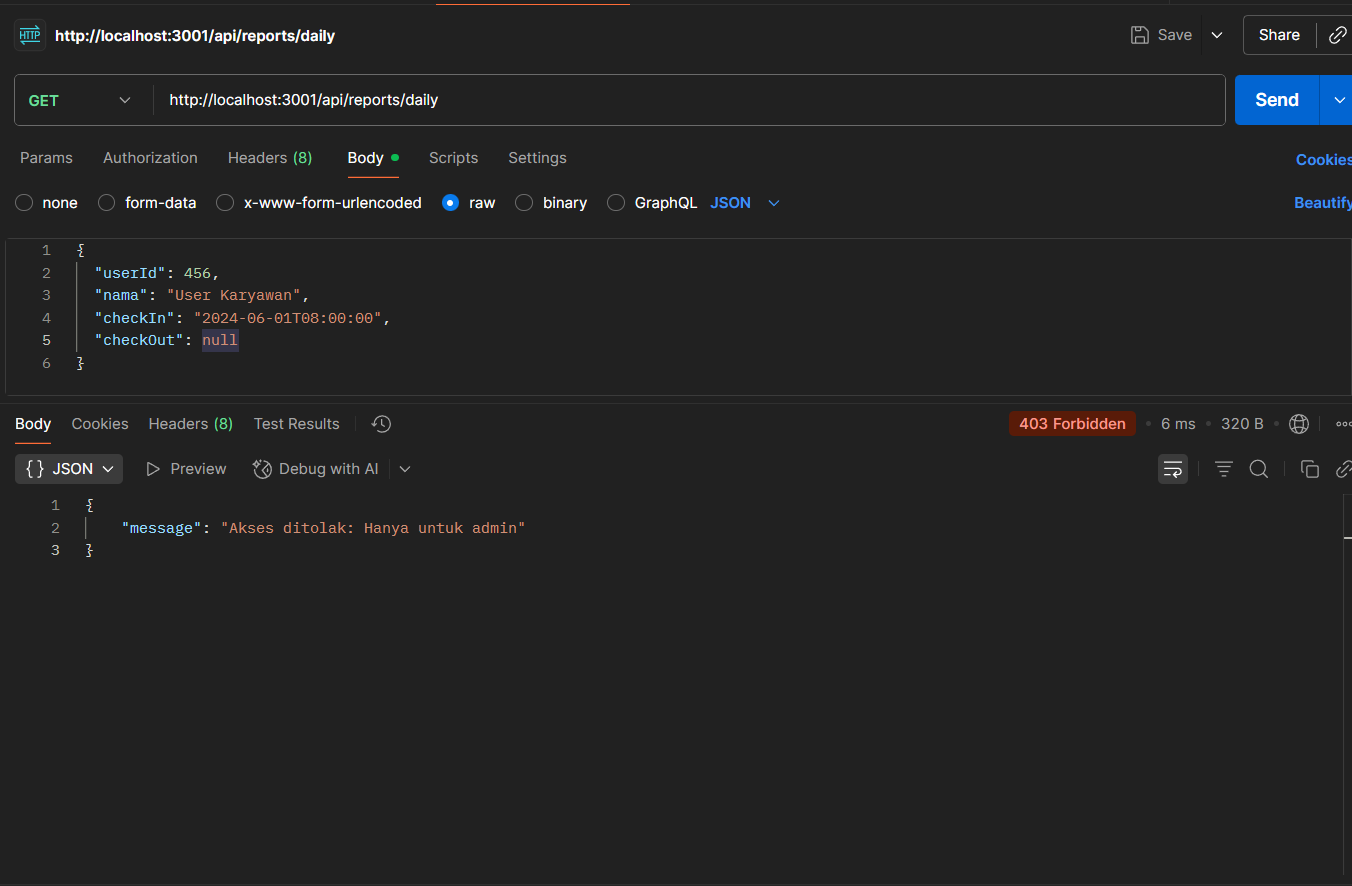 HTTP http://localhost:3001/api/reports/daily Save Share
GET http://localhost:3001/api/reports/daily Send
Params Authorization Headers (8) Body Scripts Settings Cookies
none form-data x-www-form-urlencoded raw binary GraphQL JSON Beautify
1 {
2 "userId": 456,
3 "nama": "User Karyawan",
4 "checkIn": "2024-06-01T08:00:00",
5 "checkOut": null
6 }
Body Cookies Headers (8) Test Results 403 Forbidden • 6 ms • 320 B •
{} JSON Preview Debug with AI
1 {
2 "message": "Akses ditolak: Hanya untuk admin"
3 }